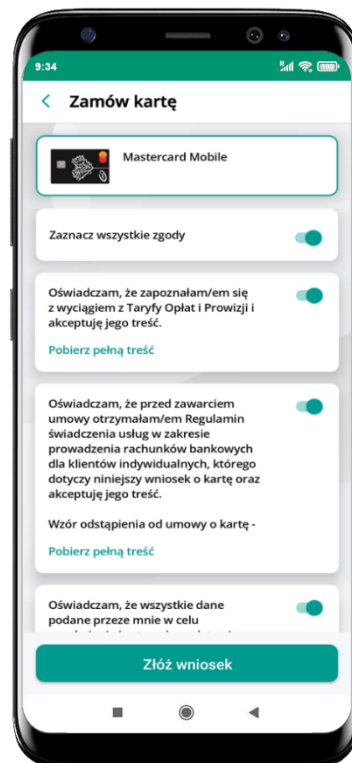 9:34
100
Zamów kartę
Mastercard Mobile
Zaznacz wszystkie zgody
Oświadczam, że zapoznałam/em się
z wyciągiem z Taryfy Opłat i Prowizji i
akceptuję jego treść.
Pobierz pełną treść
Oświadczam, że przed zawarciem
umowy otrzymałam/em Regulamin
świadczenia usług w zakresie
prowadzenia rachunków bankowych
dla klientów indywidualnych, którego
dotyczy niniejszy wniosek o kartę oraz
akceptuję jego treść.
Wzór odstąpienia od umowy o kartę -
Pobierz pełną treść
Oświadczam, że wszystkie dane
podane przeze mnie w celu
Złóż wniosek